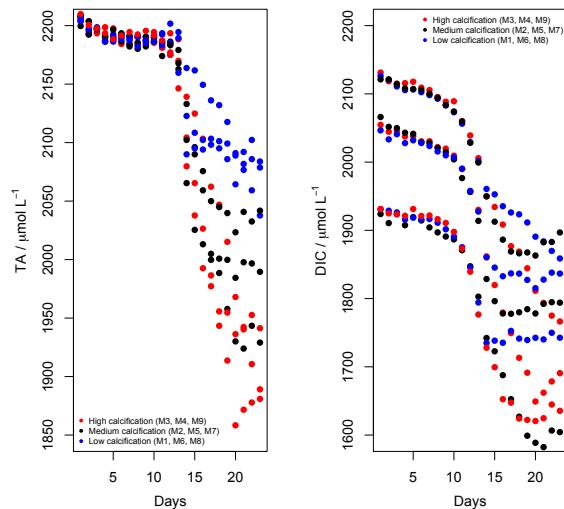 TA / μmol L⁻¹
2200
2150
2100
2050
2000
1950
1900
1850
High calcification (M3, M4, M9)
Medium calcification (M2, M5, M7)
Low calcification (M1, M6, M8)
5 10 15 20
Days
DIC / μmol L⁻¹
2100
2000
1900
1800
1700
1600
High calcification (M3, M4, M9)
Medium calcification (M2, M5, M7)
Low calcification (M1, M6, M8)
5 10 15 20
Days